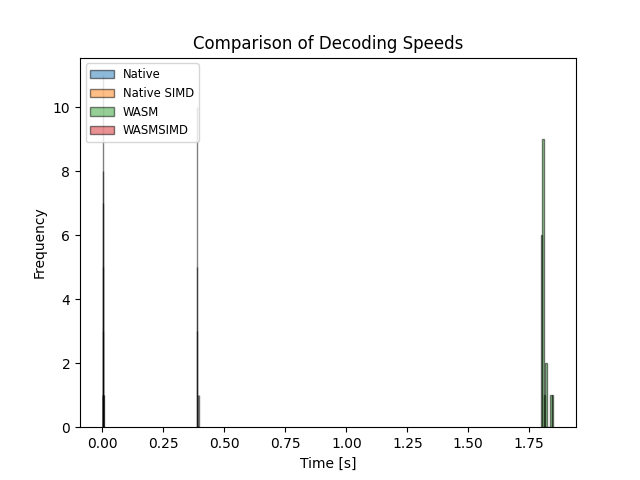 Comparison of Decoding Speeds
Native
Native SIMD
WASM
WASMSIMD
Frequency
10
8
6
4
2
0
0.00 0.25 0.50 0.75 1.00 1.25 1.50 1.75
Time [s]